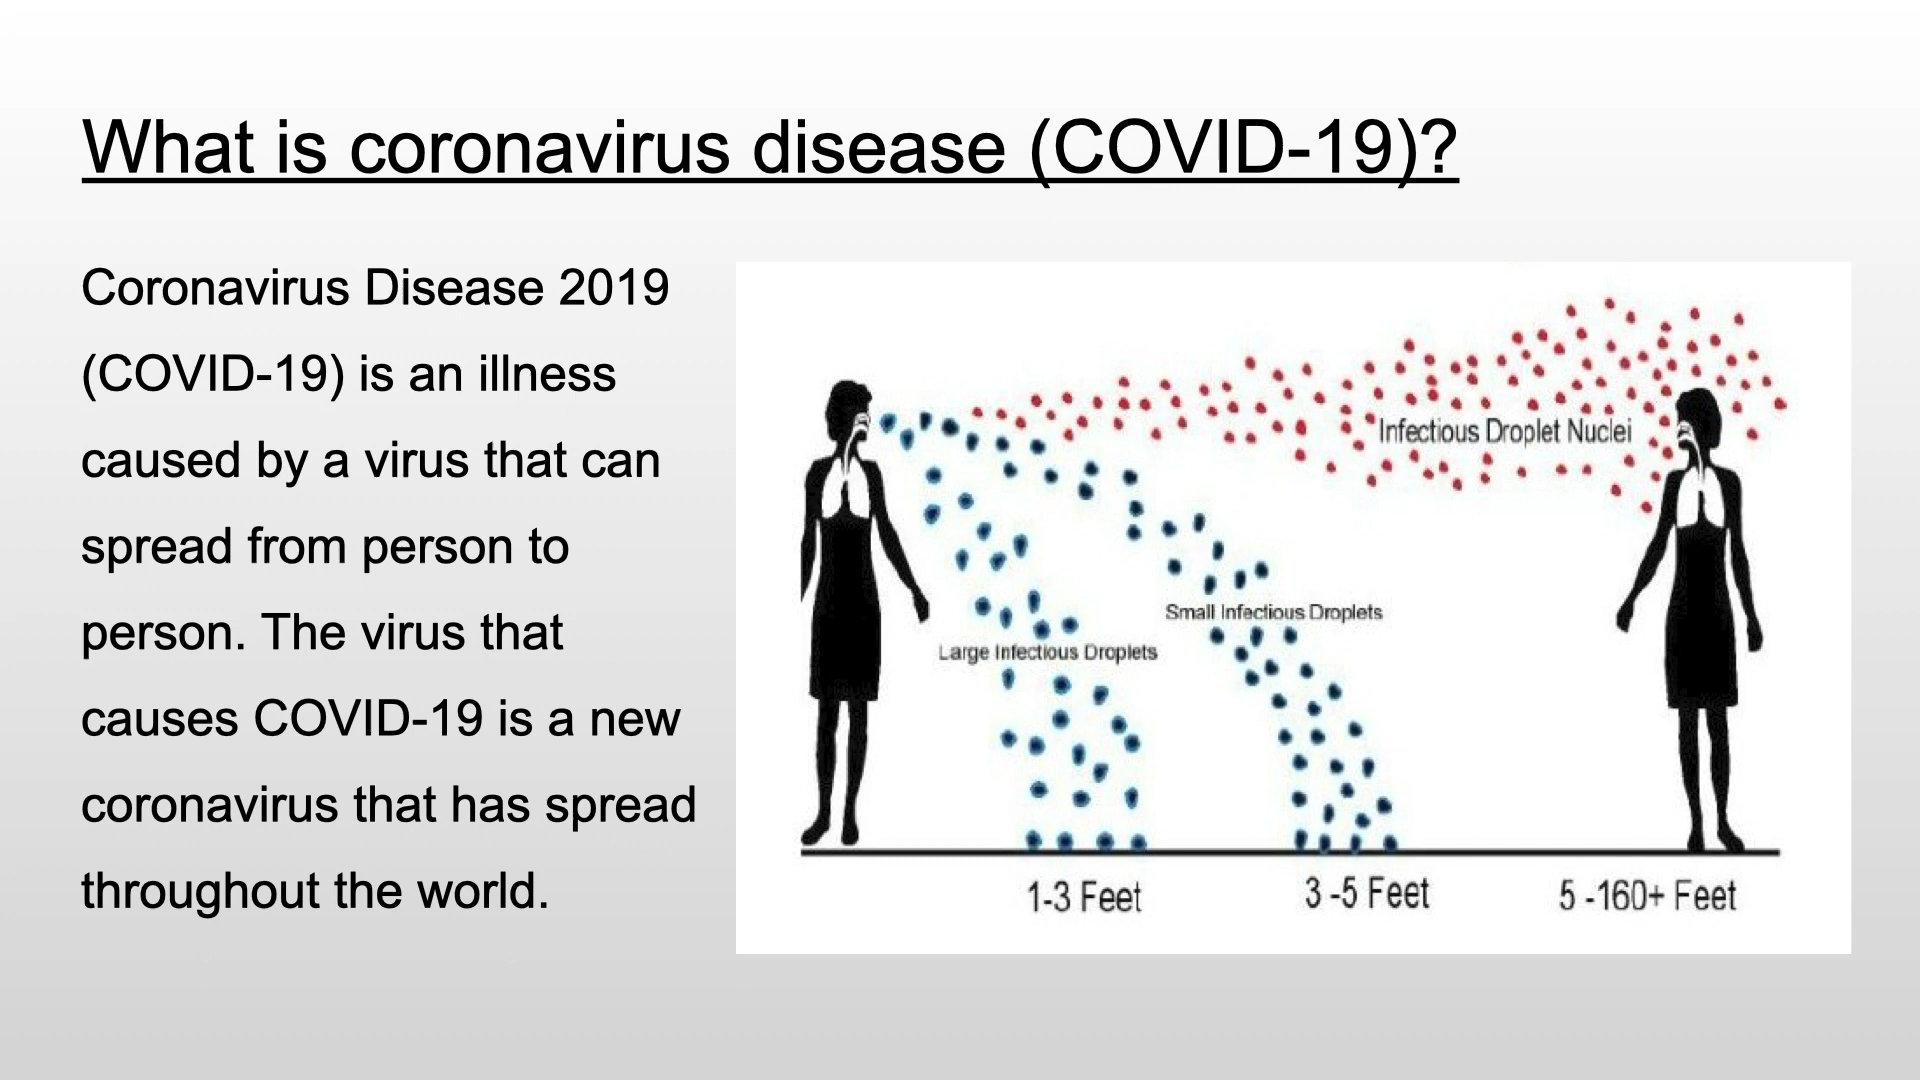 What is coronavirus disease (COVID-19)?
Coronavirus Disease 2019
(COVID-19) is an illness
caused by a virus that can
spread from person to
person. The virus that
causes COVID-19 is a new
coronavirus that has spread
throughout the world.
Infectious Droplet Nuclei
Small Infectious Droplets
Large Infectious Droplets
1-3 Feet
3 -5 Feet
5 -160+ Feet